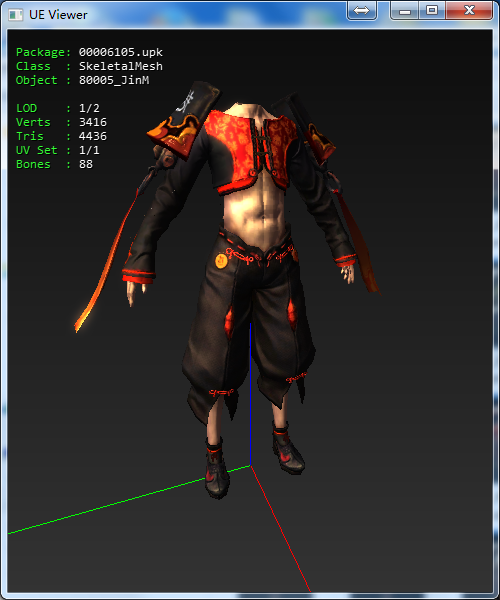 UE Viewer
Package: 00006105.upk
Class : SkeletalMesh
Object : 80005_JinM
LOD : 1/2
Verts : 3416
Tris : 4436
UV Set : 1/1
Bones : 88